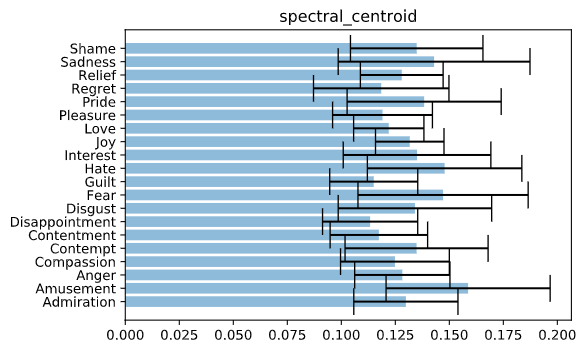 spectral_centroid
Shame
Sadness
Relief
Regret
Pride
Pleasure
Love
Joy
Interest
Hate
Guilt
Fear
Disgust
Disappointment
Contentment
Contempt
Compassion
Anger
Amusement
Admiration
0.000 0.025 0.050 0.075 0.100 0.125 0.150 0.175 0.200